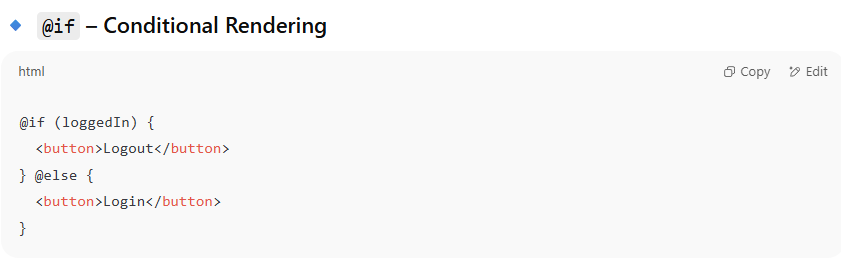 @if – Conditional Rendering
html Copy Edit
@if (loggedIn) {
  <button>Logout</button>
} @else {
  <button>Login</button>
}